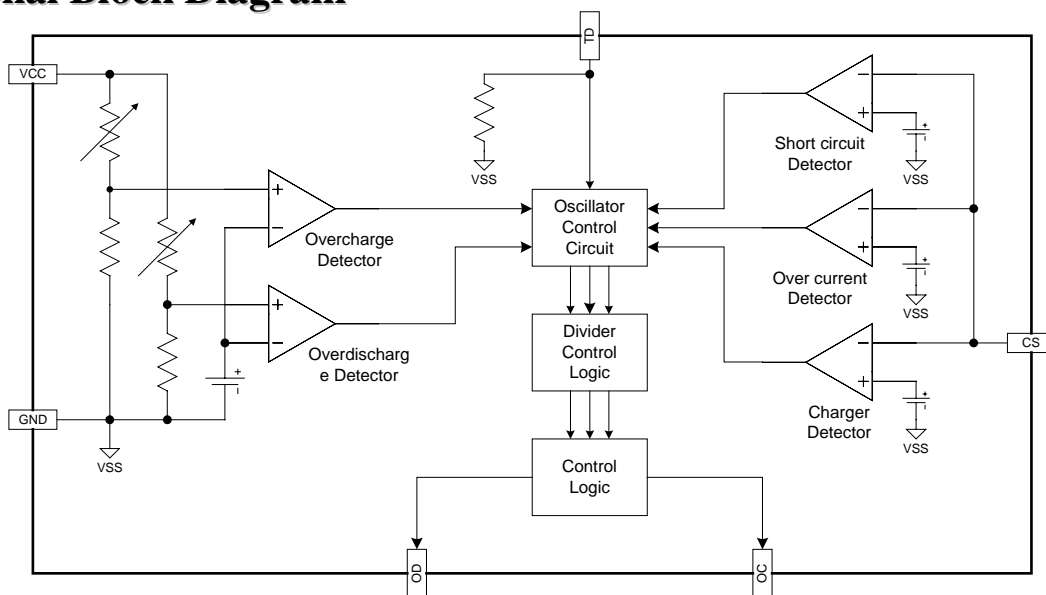 nal Block Diagram
TD
VCC
Short circuit
Detector
VSS
VSS
Oscillator
Control
Circuit
Overcharge
Detector
Over current
Detector
VSS
Divider
Control
Logic
CS
Overdischarg
e Detector
GND
Charger
Detector
VSS
VSS
Control
Logic
OD
OC